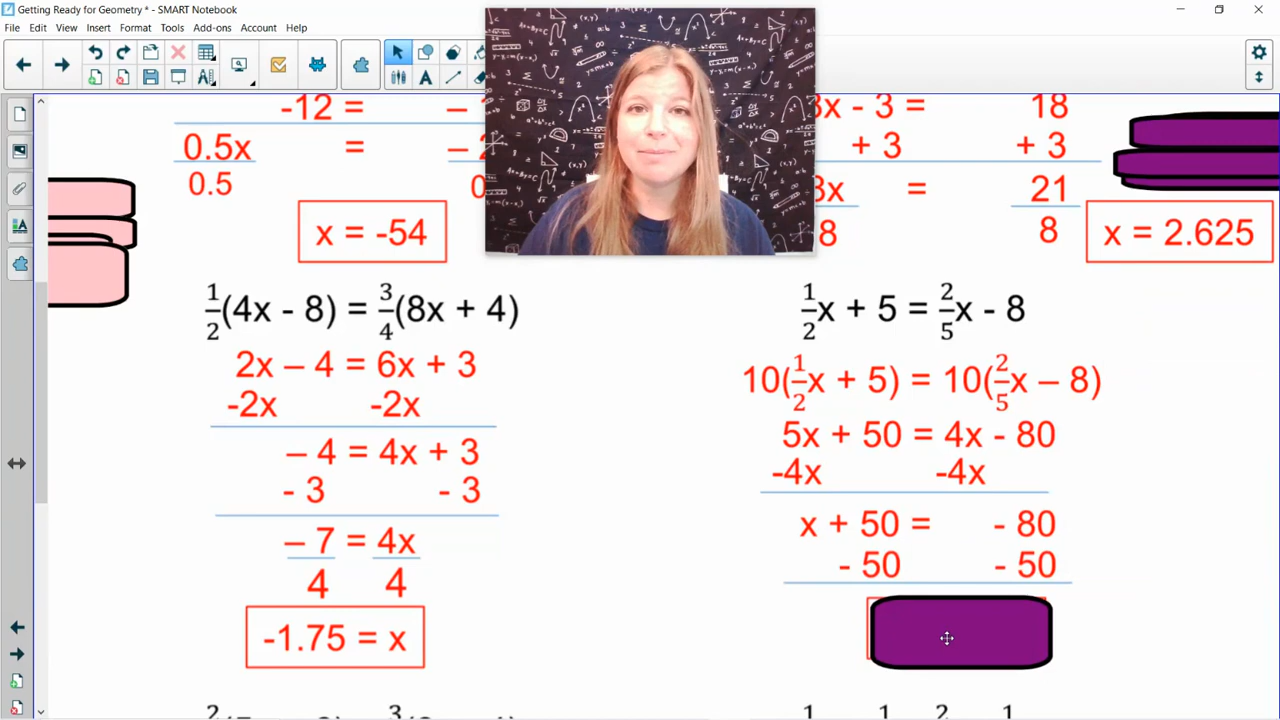 Getting Ready for Geometry * - SMART Notebook
File Edit View Insert Format Tools Add-ons Account Help
-12 = –
0.5x = –
0.5
x = -54
x - 3 = 18
+ 3 + 3
x = 21
8 8
x = 2.625
1/2(4x - 8) = 3/4(8x + 4)
2x – 4 = 6x + 3
-2x -2x
– 4 = 4x + 3
- 3 - 3
– 7 = 4x
4 4
-1.75 = x
1/2x + 5 = 2/5x - 8
10(1/2x + 5) = 10(2/5x – 8)
5x + 50 = 4x - 80
-4x -4x
x + 50 = - 80
- 50 - 50